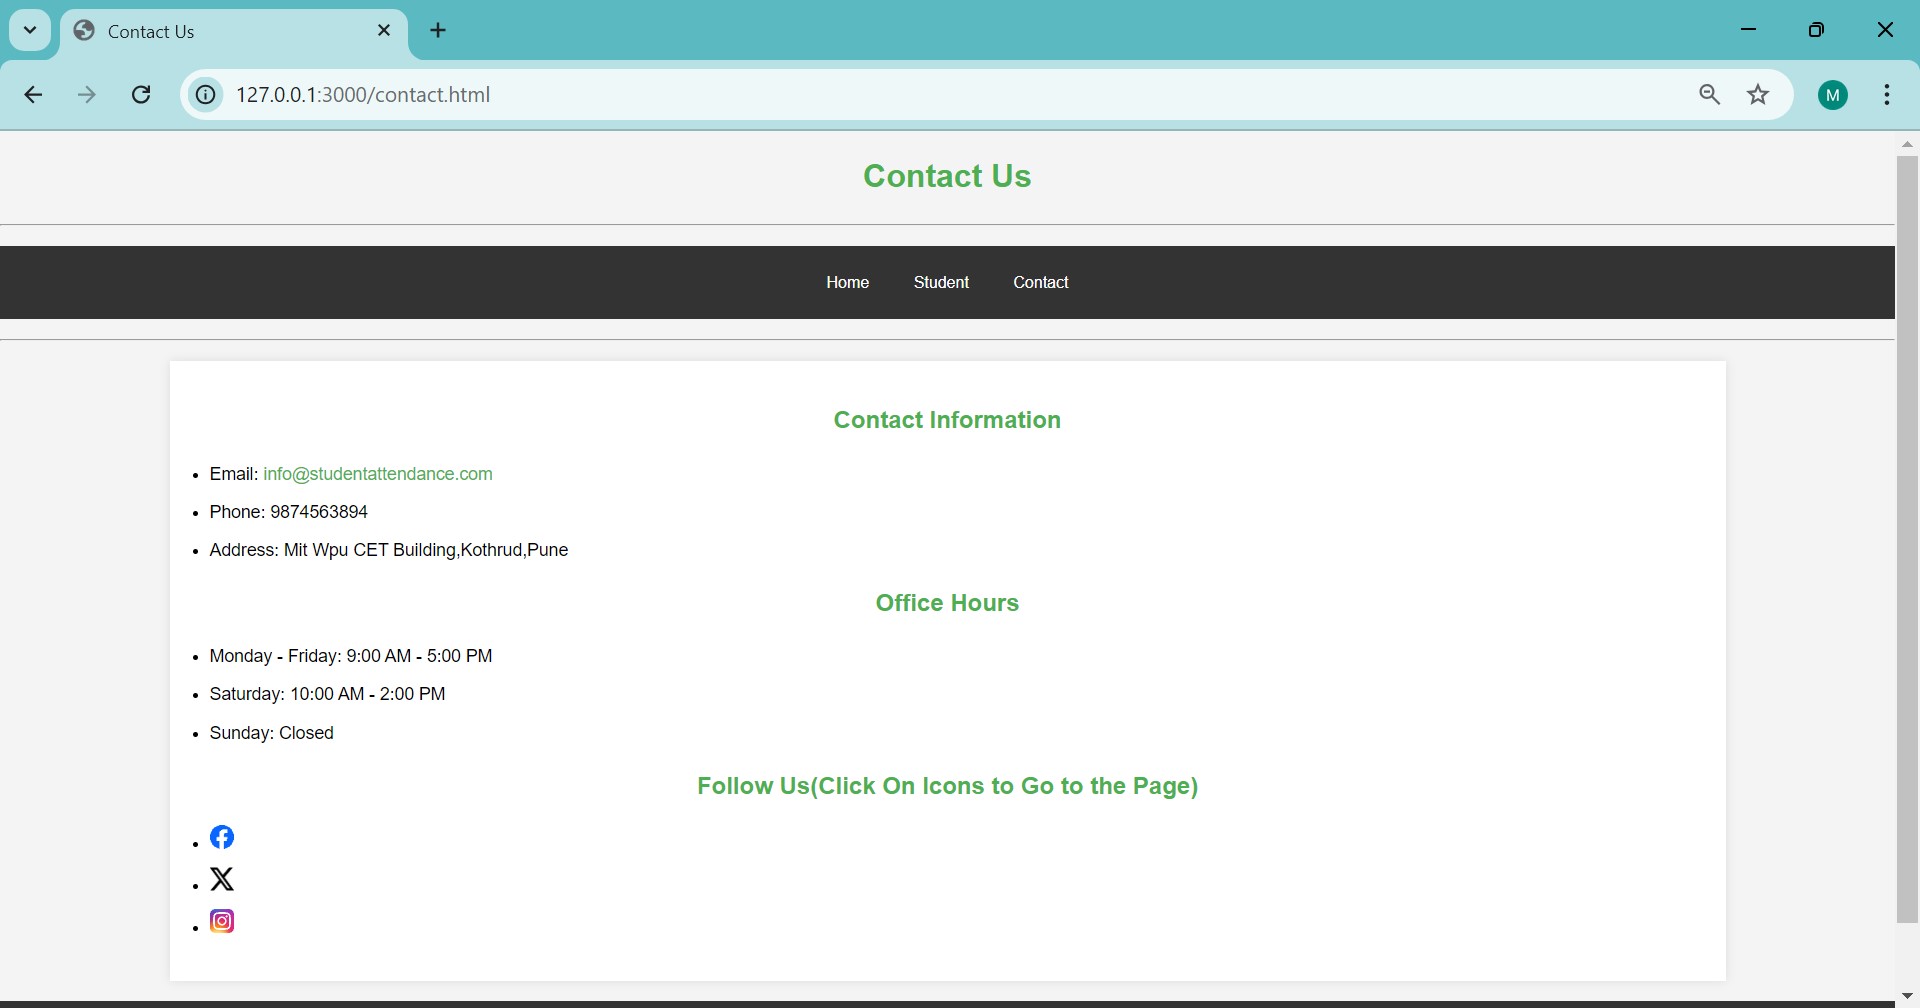 Contact Us
127.0.0.1:3000/contact.html
M
Contact Us
Home Student Contact
Contact Information
Email: info@studentattendance.com
Phone: 9874563894
Address: Mit Wpu CET Building,Kothrud,Pune
Office Hours
Monday - Friday: 9:00 AM - 5:00 PM
Saturday: 10:00 AM - 2:00 PM
Sunday: Closed
Follow Us(Click On Icons to Go to the Page)